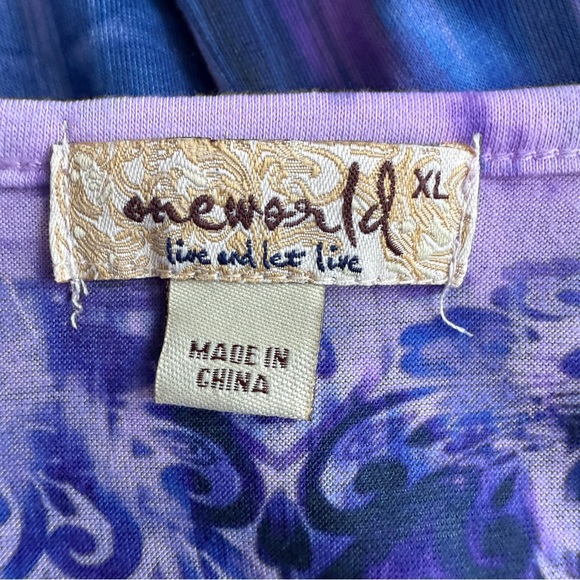 oneworld XL
live and let live
MADE IN
CHINA